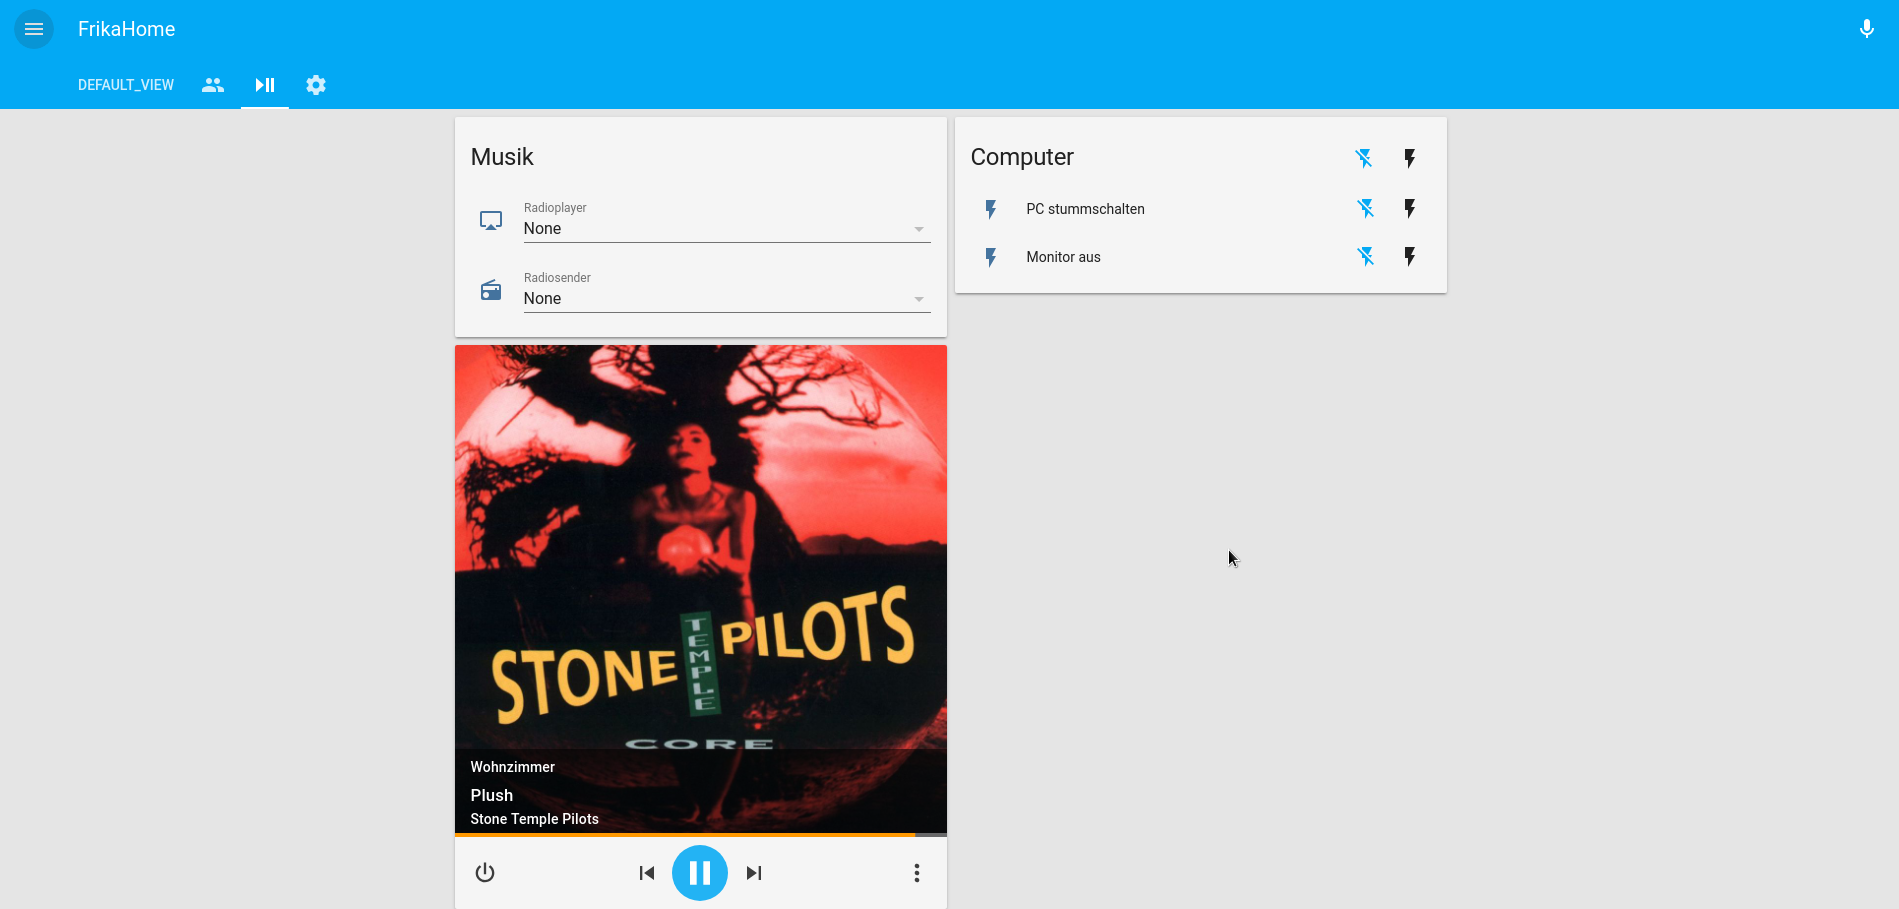 FrikaHome
DEFAULT_VIEW
Musik
Radioplayer
None
Radiosender
None
Computer
PC stummschalten
Monitor aus
STONE TEMPLE PILOTS
CORE
Wohnzimmer
Plush
Stone Temple Pilots